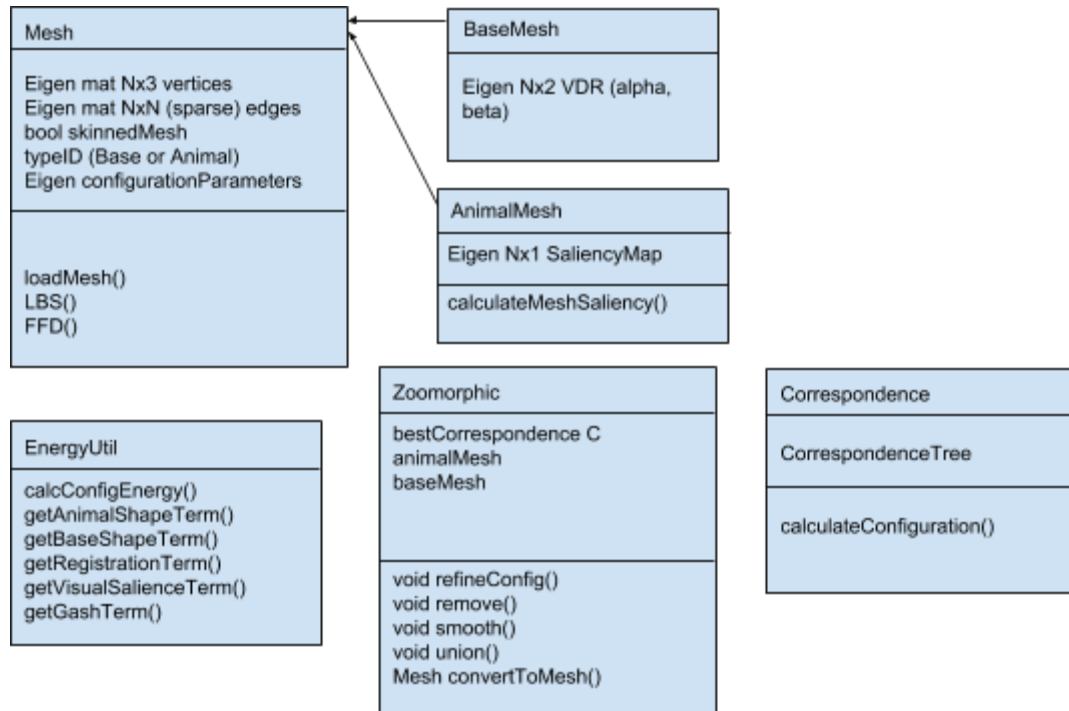 Mesh
Eigen mat Nx3 vertices
Eigen mat NxN (sparse) edges
bool skinnedMesh
typeID (Base or Animal)
Eigen configurationParameters
loadMesh()
LBS()
FFD()
BaseMesh
Eigen Nx2 VDR (alpha,
beta)
AnimalMesh
Eigen Nx1 SaliencyMap
calculateMeshSaliency()
EnergyUtil
calcConfigEnergy()
getAnimalShapeTerm()
getBaseShapeTerm()
getRegistrationTerm()
getVisualSalienceTerm()
getGashTerm()
Zoomorphic
bestCorrespondence C
animalMesh
baseMesh
void refineConfig()
void remove()
void smooth()
void union()
Mesh convertToMesh()
Correspondence
CorrespondenceTree
calculateConfiguration()